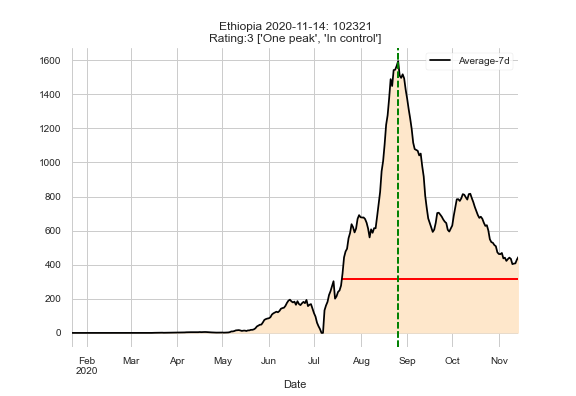 Ethiopia 2020-11-14: 102321
Rating:3 ['One peak', 'In control']
Average-7d
1600
1400
1200
1000
800
600
400
200
0
Feb Mar Apr May Jun Jul Aug Sep Oct Nov
2020
Date